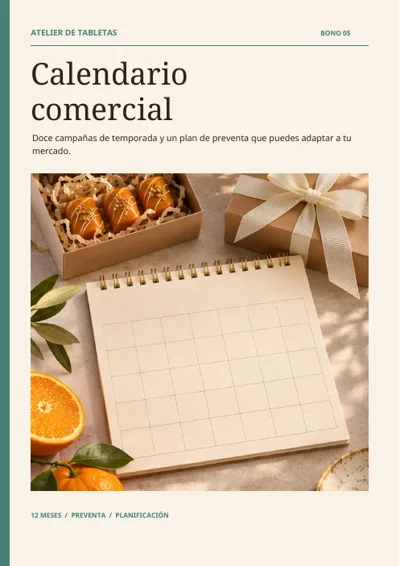 ATELIER DE TABLETAS
BONO 05
Calendario
comercial
Doce campañas de temporada y un plan de preventa que puedes adaptar a tu
mercado.
12 MESES / PREVENTA / PLANIFICACIÓN